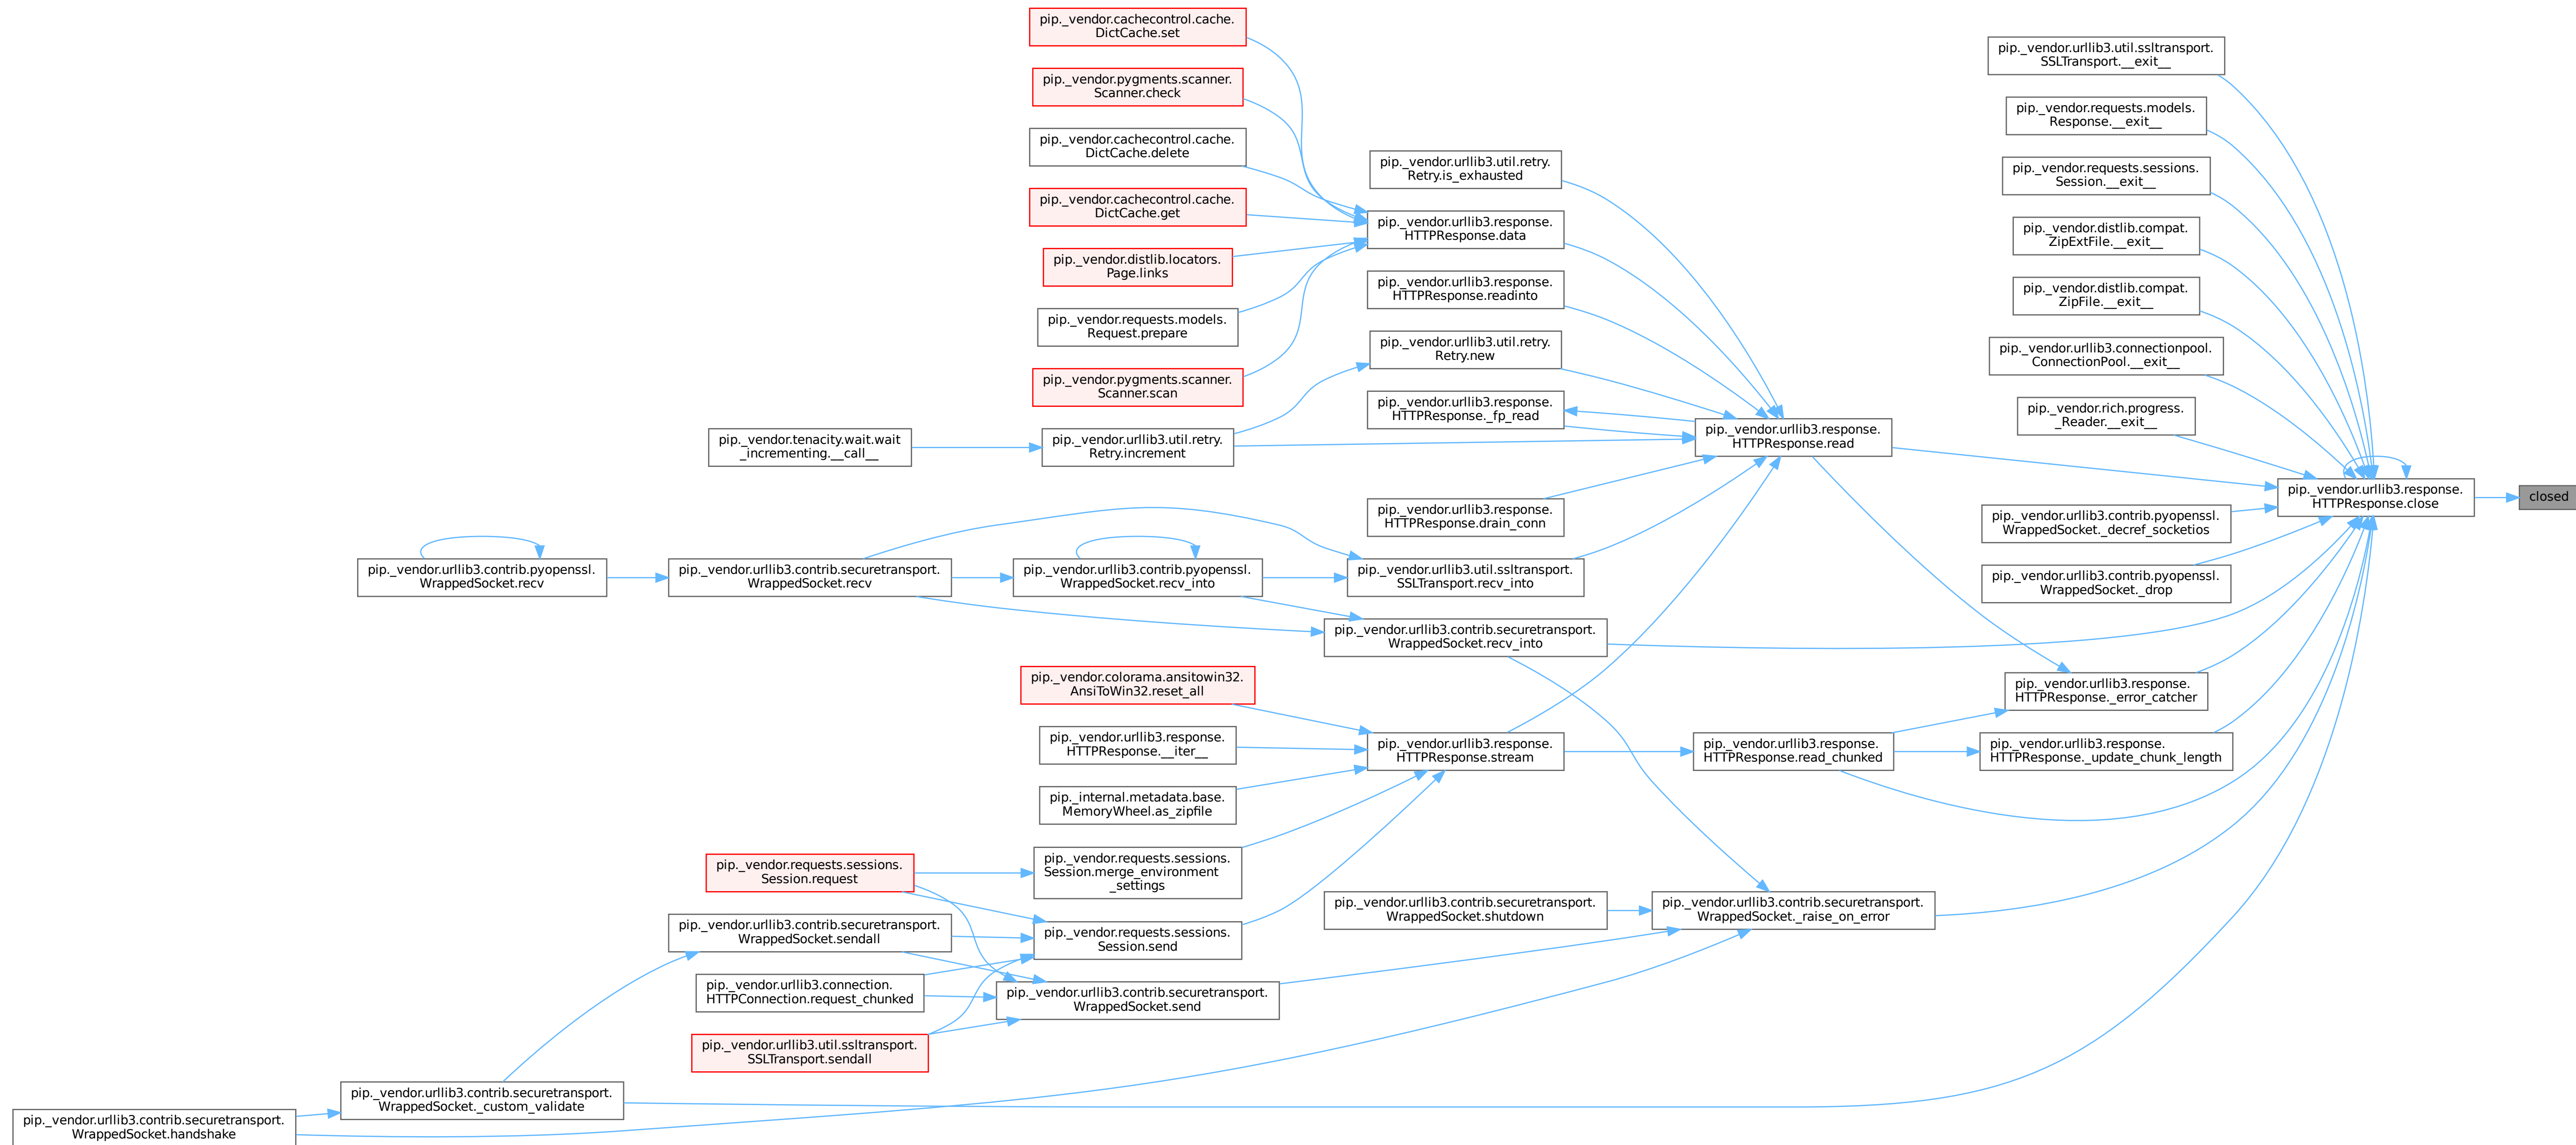 pip._vendor.cachecontrol.cache.
DictCache.set
pip._vendor.pygments.scanner.
Scanner.check
pip._vendor.cachecontrol.cache.
DictCache.delete
pip._vendor.cachecontrol.cache.
DictCache.get
pip._vendor.distlib.locators.
Page.links
pip._vendor.requests.models.
Request.prepare
pip._vendor.pygments.scanner.
Scanner.scan
pip._vendor.tenacity.wait.wait
_incrementing.__call__
pip._vendor.urllib3.util.retry.
Retry.increment
pip._vendor.urllib3.util.retry.
Retry.is_exhausted
pip._vendor.urllib3.response.
HTTPResponse.data
pip._vendor.urllib3.response.
HTTPResponse.readinto
pip._vendor.urllib3.util.retry.
Retry.new
pip._vendor.urllib3.response.
HTTPResponse._fp_read
pip._vendor.urllib3.response.
HTTPResponse.read
pip._vendor.urllib3.response.
HTTPResponse.drain_conn
pip._vendor.urllib3.util.ssltransport.
SSLTransport.__exit__
pip._vendor.requests.models.
Response.__exit__
pip._vendor.requests.sessions.
Session.__exit__
pip._vendor.distlib.compat.
ZipExtFile.__exit__
pip._vendor.distlib.compat.
ZipFile.__exit__
pip._vendor.urllib3.connectionpool.
ConnectionPool.__exit__
pip._vendor.rich.progress.
_Reader.__exit__
pip._vendor.urllib3.response.
HTTPResponse.close
closed
pip._vendor.urllib3.contrib.pyopenssl.
WrappedSocket._decref_socketios
pip._vendor.urllib3.contrib.pyopenssl.
WrappedSocket._drop
pip._vendor.urllib3.contrib.pyopenssl.
WrappedSocket.recv
pip._vendor.urllib3.contrib.securetransport.
WrappedSocket.recv
pip._vendor.urllib3.contrib.pyopenssl.
WrappedSocket.recv_into
pip._vendor.urllib3.util.ssltransport.
SSLTransport.recv_into
pip._vendor.urllib3.contrib.securetransport.
WrappedSocket.recv_into
pip._vendor.urllib3.response.
HTTPResponse._error_catcher
pip._vendor.colorama.ansitowin32.
AnsiToWin32.reset_all
pip._vendor.urllib3.response.
HTTPResponse.__iter__
pip._internal.metadata.base.
MemoryWheel.as_zipfile
pip._vendor.urllib3.response.
HTTPResponse.stream
pip._vendor.urllib3.response.
HTTPResponse.read_chunked
pip._vendor.urllib3.response.
HTTPResponse._update_chunk_length
pip._vendor.requests.sessions.
Session.request
pip._vendor.requests.sessions.
Session.merge_environment
_settings
pip._vendor.urllib3.contrib.securetransport.
WrappedSocket.shutdown
pip._vendor.urllib3.contrib.securetransport.
WrappedSocket._raise_on_error
pip._vendor.urllib3.contrib.securetransport.
WrappedSocket.sendall
pip._vendor.requests.sessions.
Session.send
pip._vendor.urllib3.connection.
HTTPConnection.request_chunked
pip._vendor.urllib3.contrib.securetransport.
WrappedSocket.send
pip._vendor.urllib3.util.ssltransport.
SSLTransport.sendall
pip._vendor.urllib3.contrib.securetransport.
WrappedSocket._custom_validate
pip._vendor.urllib3.contrib.securetransport.
WrappedSocket.handshake